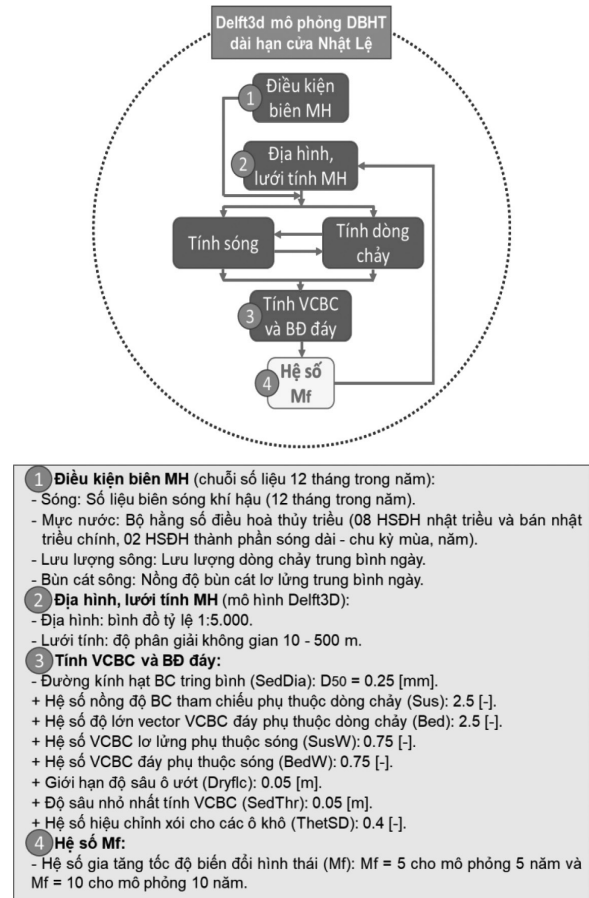 Delft3d mô phỏng DBHT
dài hạn cửa Nhật Lệ
1
Điều kiện
biên MH
2
Địa hình,
lưới tính MH
Tính sóng
Tính dòng
chảy
3
Tính VCBC
và BĐ đáy
4
Hệ số
Mf
1 Điều kiện biên MH (chuỗi số liệu 12 tháng trong năm):
- Sóng: Số liệu biên sóng khí hậu (12 tháng trong năm).
- Mực nước: Bộ hằng số điều hoà thủy triều (08 HSĐH nhật triều và bán nhật
triều chính, 02 HSĐH thành phần sóng dài - chu kỳ mùa, năm).
- Lưu lượng sông: Lưu lượng dòng chảy trung bình ngày.
- Bùn cát sông: Nồng độ bùn cát lơ lửng trung bình ngày.
2 Địa hình, lưới tính MH (mô hình Delft3D):
- Địa hình: bình đồ tỷ lệ 1:5.000.
- Lưới tính: độ phân giải không gian 10 - 500 m.
3 Tính VCBC và BĐ đáy:
- Đường kính hạt BC tring bình (SedDia): D50 = 0.25 [mm].
+ Hệ số nồng độ BC tham chiếu phụ thuộc dòng chảy (Sus): 2.5 [-].
+ Hệ số độ lớn vector VCBC đáy phụ thuộc dòng chảy (Bed): 2.5 [-].
+ Hệ số VCBC lơ lửng phụ thuộc sóng (SusW): 0.75 [-].
+ Hệ số VCBC đáy phụ thuộc sóng (BedW): 0.75 [-].
+ Giới hạn độ sâu ô ướt (Dryflc): 0.05 [m].
+ Độ sâu nhỏ nhất tính VCBC (SedThr): 0.05 [m].
+ Hệ số hiệu chỉnh xói cho các ô khô (ThetSD): 0.4 [-].
4 Hệ số Mf:
- Hệ số gia tăng tốc độ biến đổi hình thái (Mf): Mf = 5 cho mô phỏng 5 năm và
Mf = 10 cho mô phỏng 10 năm.